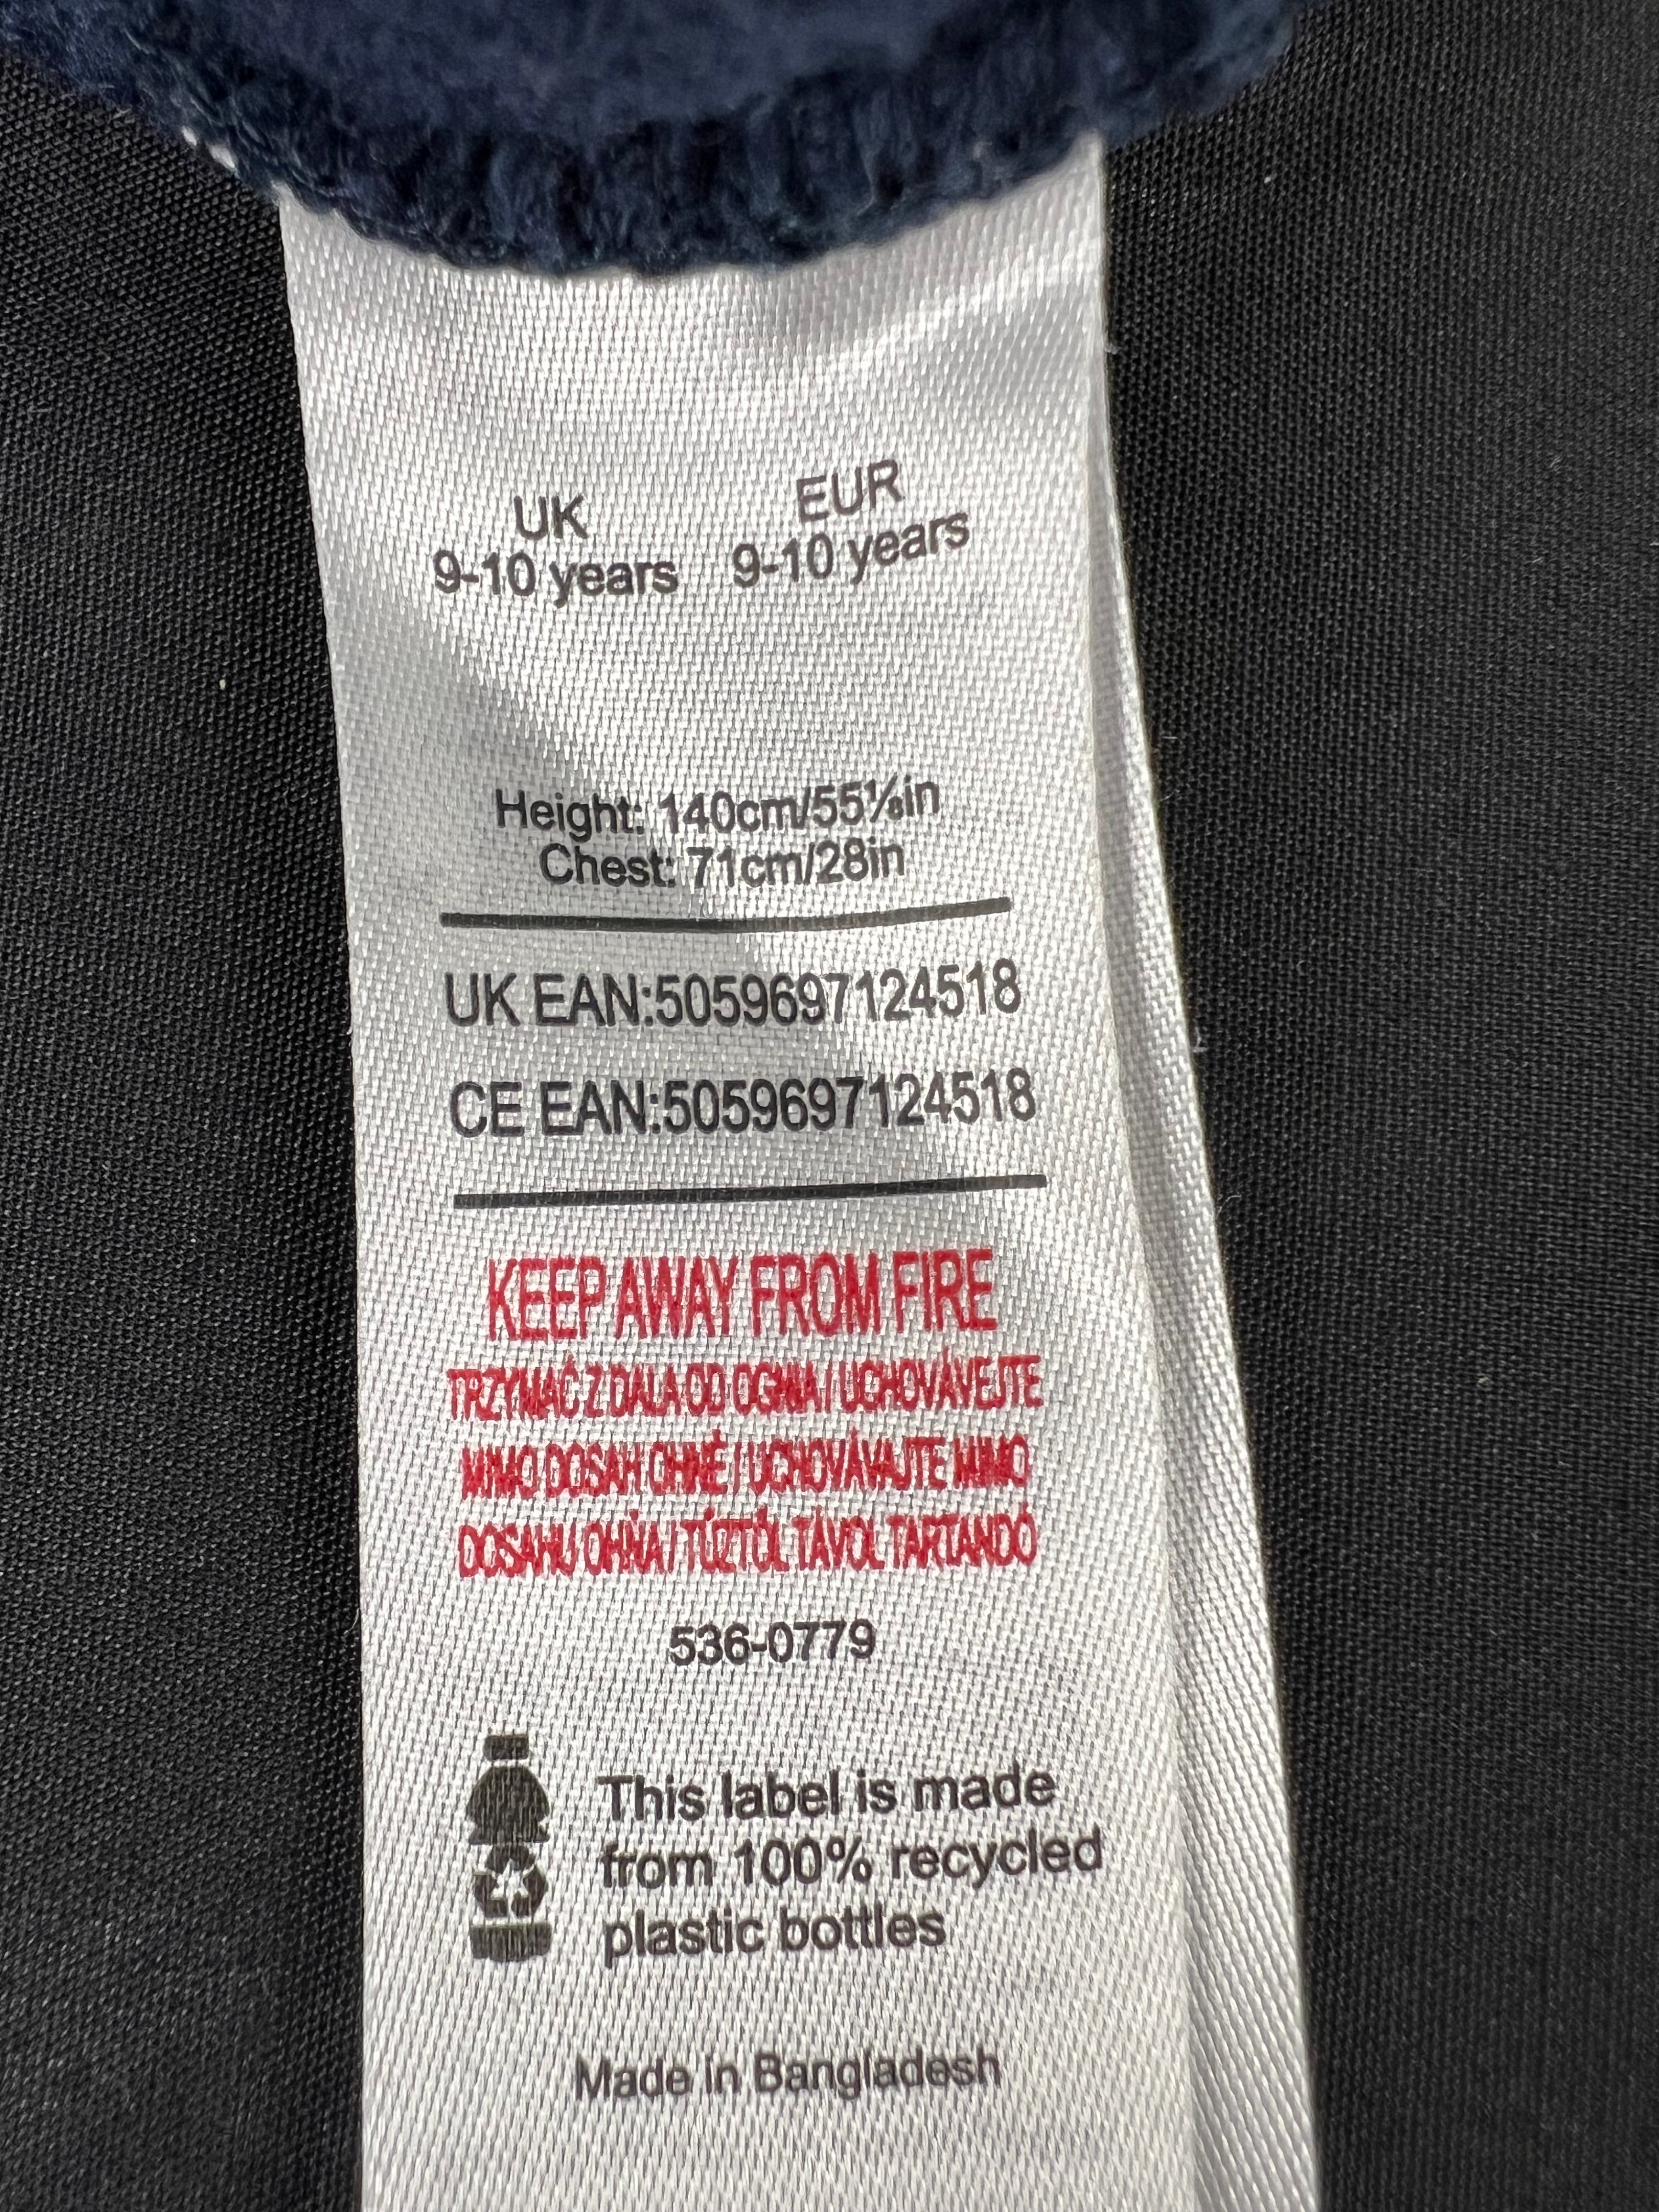 UK EUR
9-10 years 9-10 years
Height: 140cm/55⅛in
Chest: 71cm/28in
UK EAN:5059697124518
CE EAN:5059697124518
KEEP AWAY FROM FIRE
TRZYMAĆ Z DALA OD OGNIA / UCHOVÁVEJTE
MIMO DOSAH OHNĚ / UCHOVÁVAJTE MIMO
DOSAHU OHŇA / TŰZTŐL TÁVOL TARTANDÓ
536-0779
This label is made
from 100% recycled
plastic bottles
Made in Bangladesh